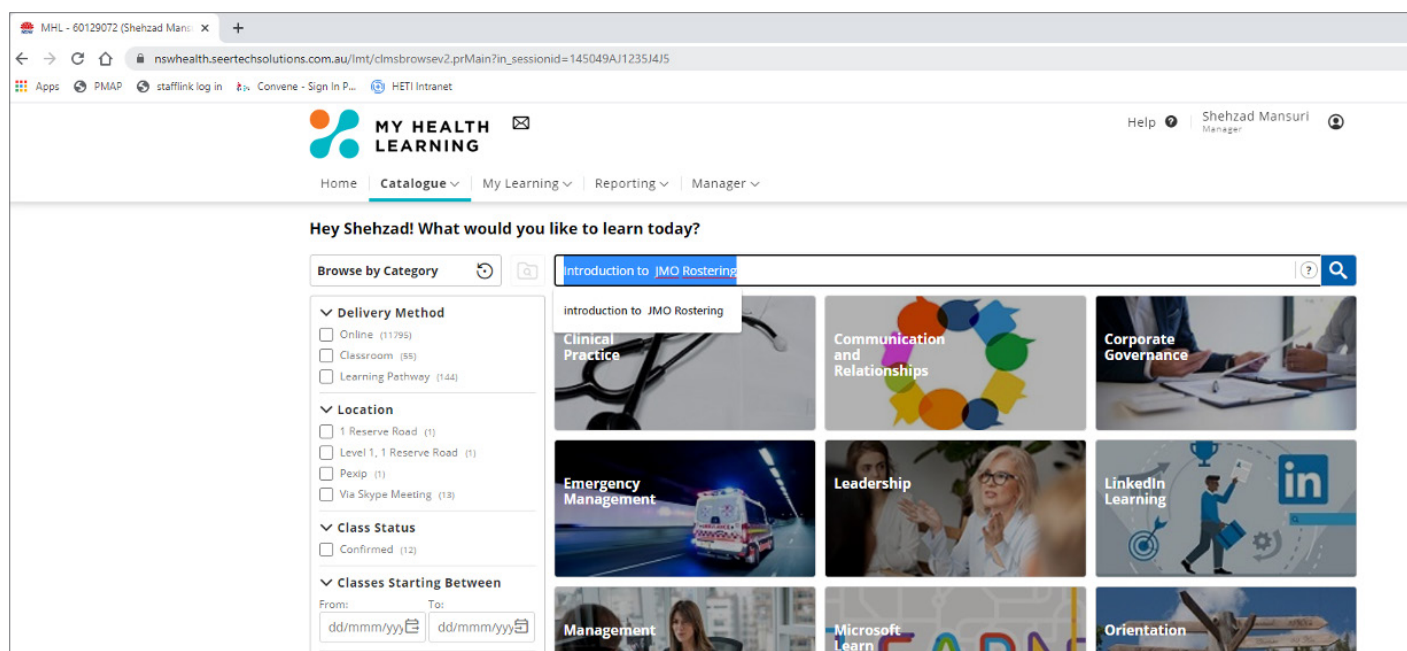 MHL - 60129072 (Shehzad Mans
nswhealth.seertechsolutions.com.au/lmt/clmsbrowsev2.prMain?in_sessionid=145049AJ1235J4J5
Apps PMAP stafflink log in Convene - Sign In P... HETI Intranet
MY HEALTH
LEARNING
Help ? Shehzad Mansuri
Manager
Home Catalogue My Learning Reporting Manager
Hey Shehzad! What would you like to learn today?
Browse by Category
Introduction to  JMO Rostering
?
introduction to  JMO Rostering
Delivery Method
Online (11795)
Classroom (55)
Learning Pathway (144)
Location
1 Reserve Road (1)
Level 1, 1 Reserve Road (1)
Pexip (1)
Via Skype Meeting (13)
Class Status
Confirmed (12)
Classes Starting Between
From: To:
dd/mmm/yyy dd/mmm/yyy
Clinical
Practice
Communication
and
Relationships
Corporate
Governance
Emergency
Management
AMBULANCE
Leadership
LinkedIn
Learning
in
Management
Microsoft
Learn
LEARN
Orientation